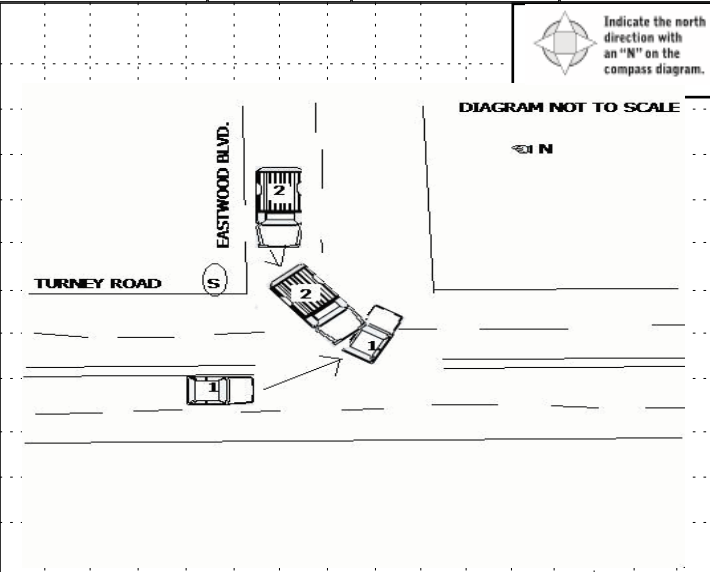 Indicate the north
direction with
an “N” on the
compass diagram.
DIAGRAM NOT TO SCALE
N
EASTWOOD BLVD.
2
TURNEY ROAD
S
2
1
1